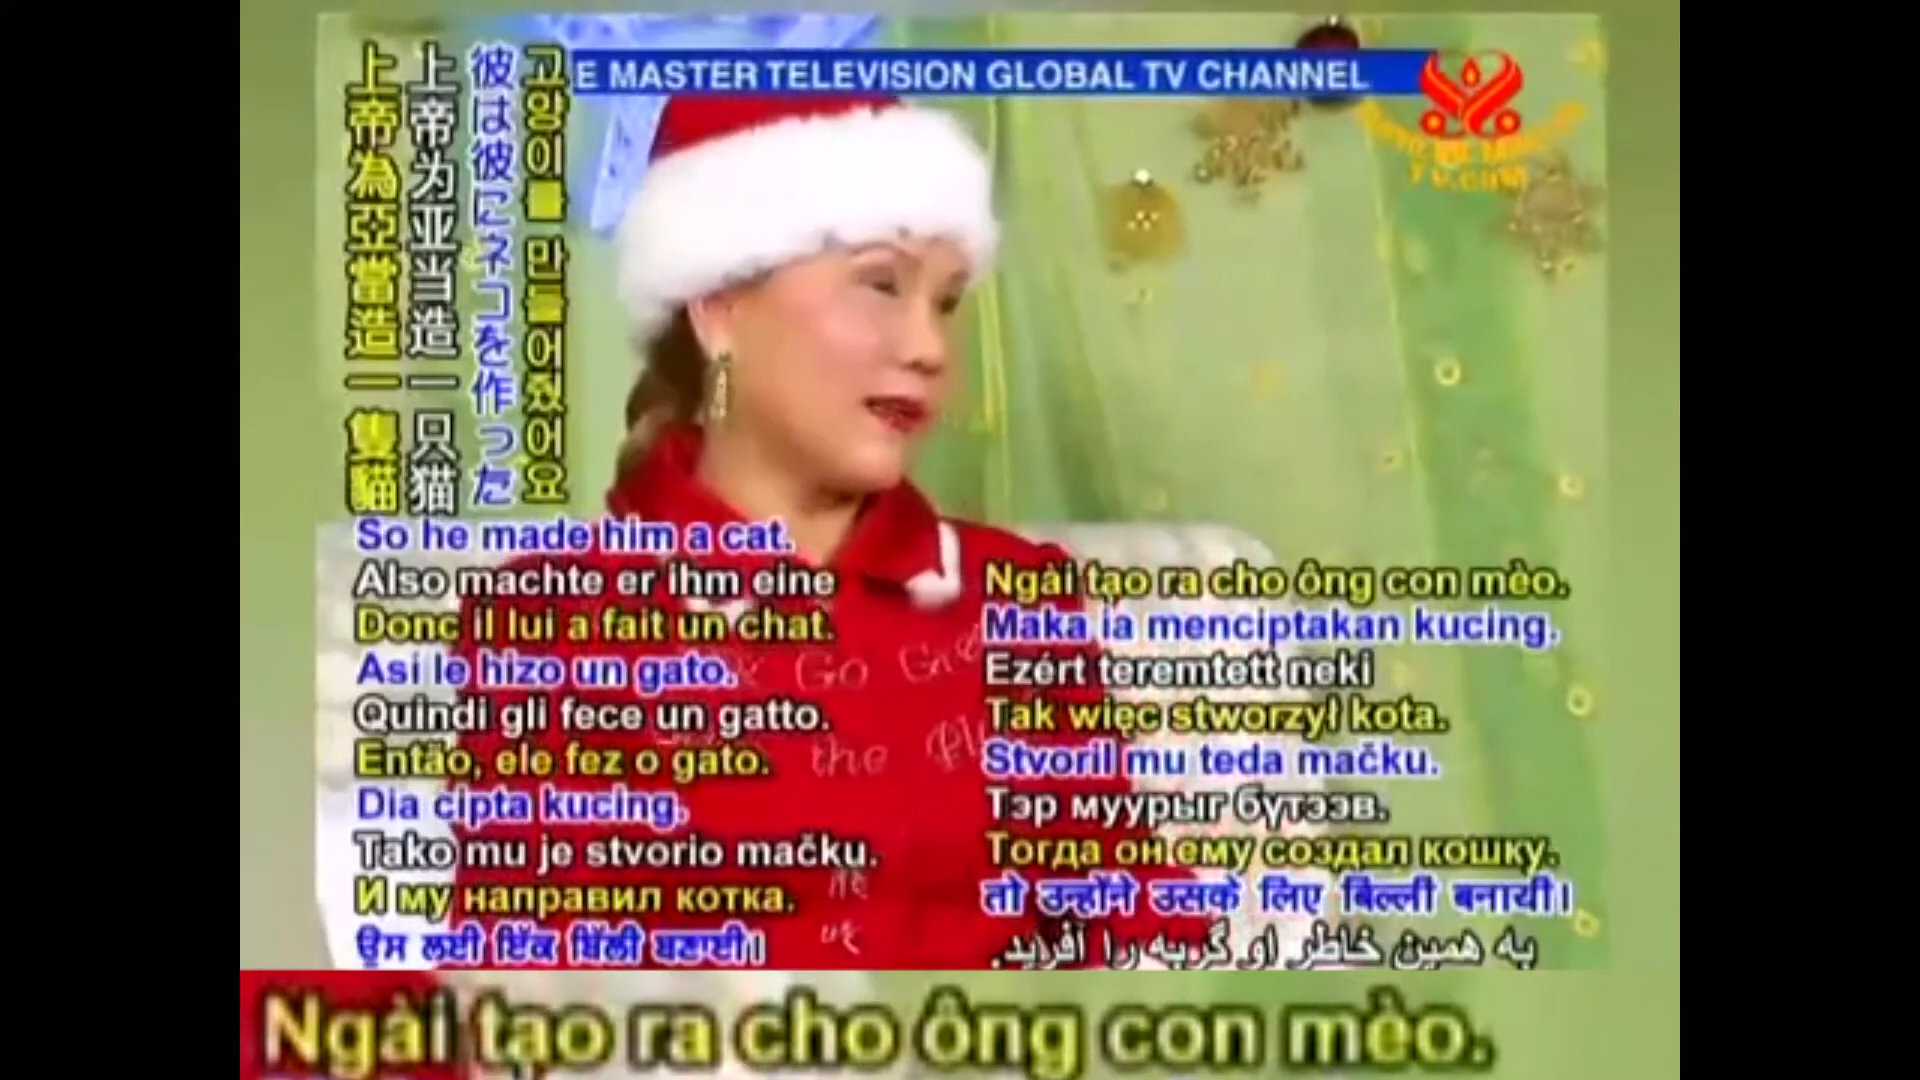 E MASTER TELEVISION GLOBAL TV CHANNEL
TV.com
上帝為亞當造一隻貓
上帝为亚当造一只猫
彼は彼にネコを作った
고양이를 만들어줬어요
So he made him a cat.
Also machte er ihm eine
Donc il lui a fait un chat.
Así le hizo un gato.
Quindi gli fece un gatto.
Então, ele fez o gato.
Dia cipta kucing.
Tako mu je stvorio mačku.
И му направил котка.
ਉਸ ਲਈ ਇੱਕ ਬਿੱਲੀ ਬਣਾਈ।
Ngài tạo ra cho ông con mèo.
Maka ia menciptakan kucing.
Ezért teremtett neki
Tak więc stworzył kota.
Stvoril mu teda mačku.
Тэр муурыг бүтээв.
Тогда он ему создал кошку.
तो उन्होंने उसके लिए बिल्ली बनायी।
به همین خاطر او گربه را آفرید.
Go
the
Ngài tạo ra cho ông con mèo.